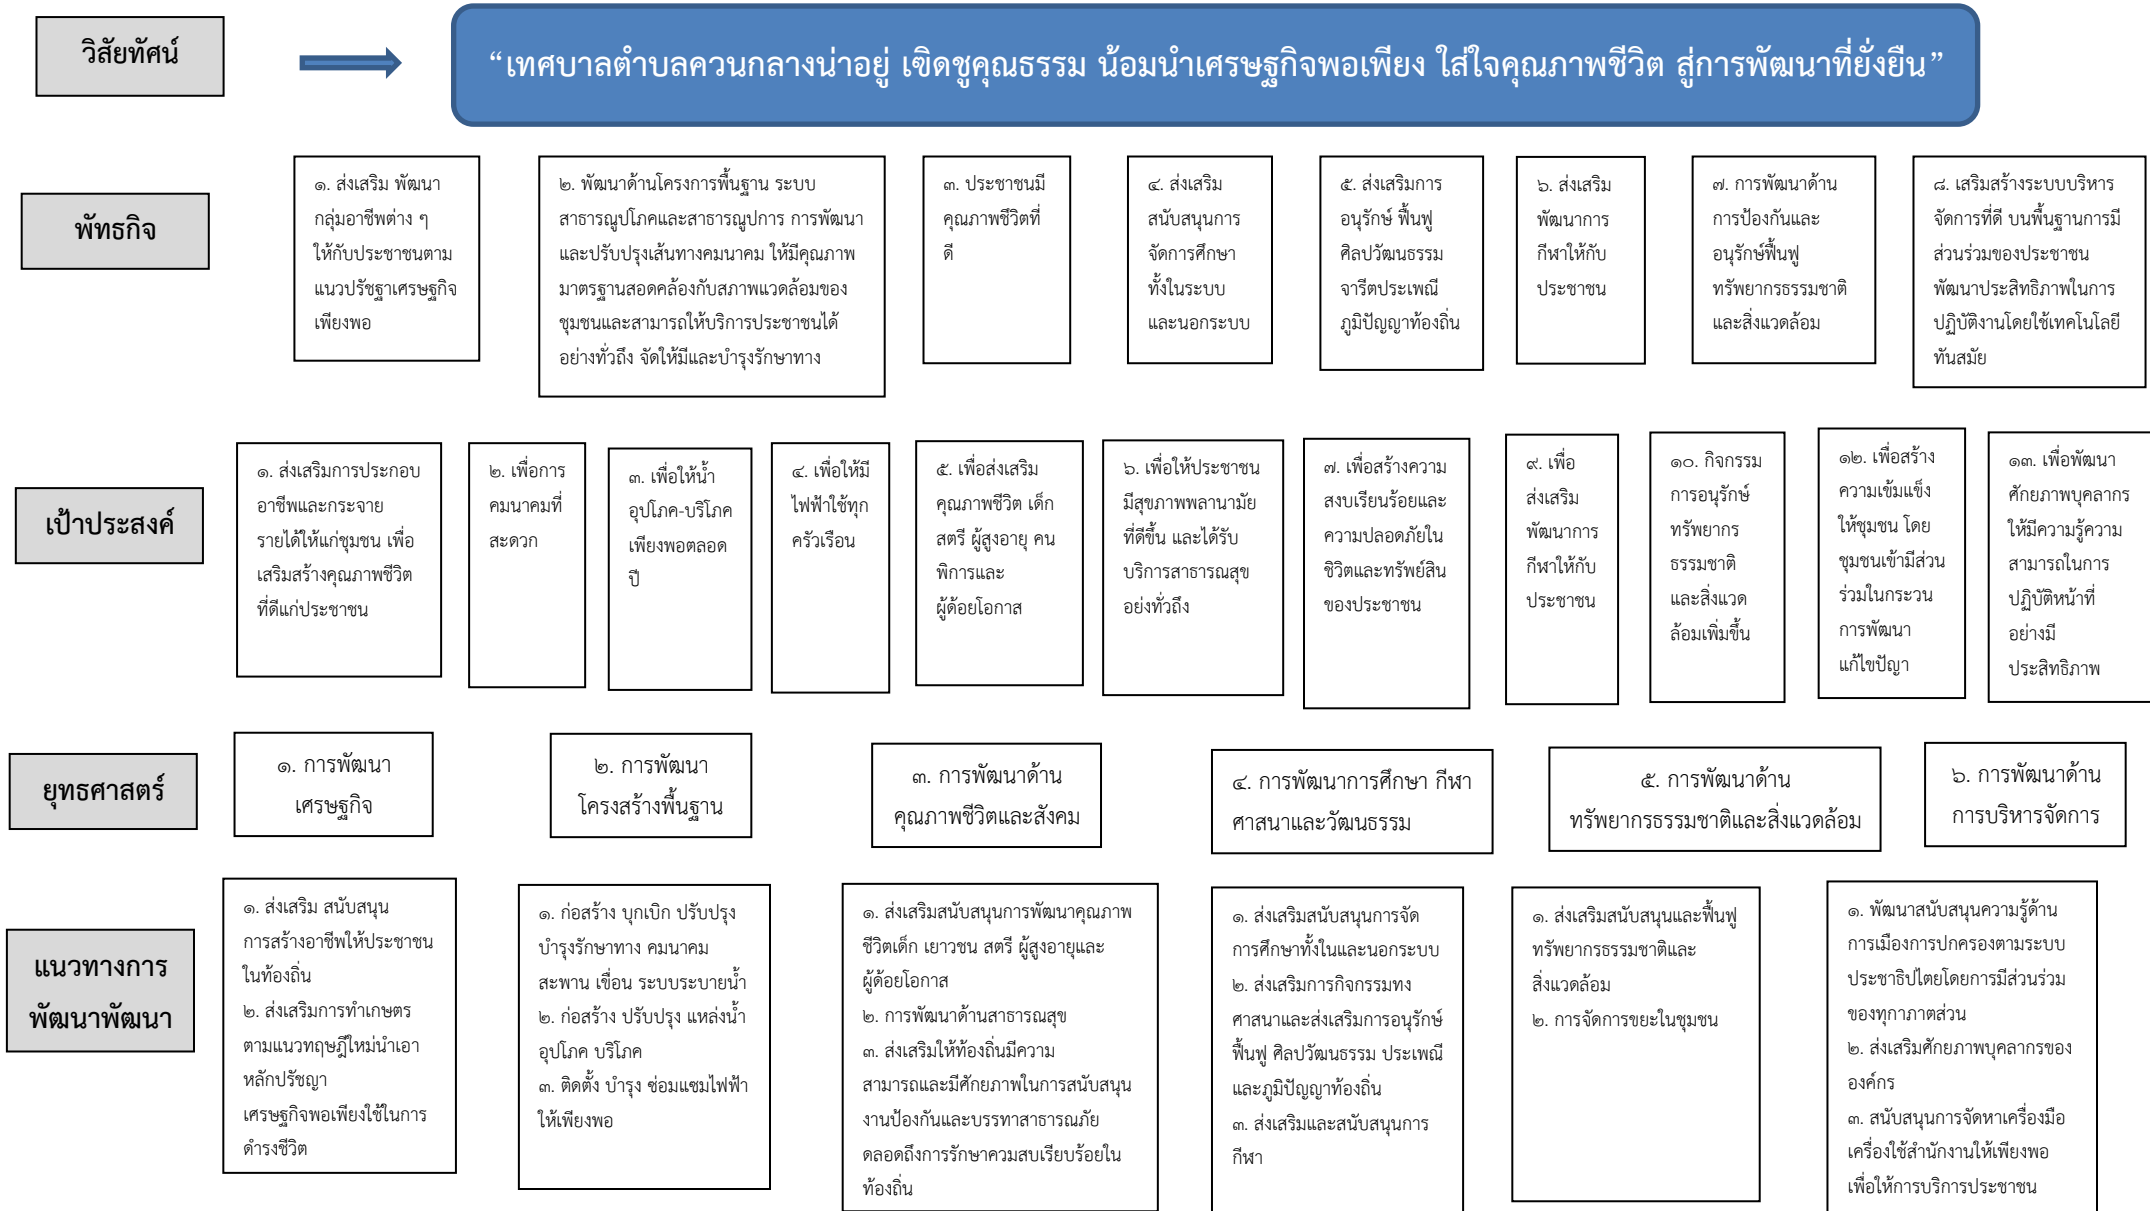 วิสัยทัศน์
“เทศบาลตำบลควนกลางน่าอยู่ เชิดชูคุณธรรม น้อมนำเศรษฐกิจพอเพียง ใส่ใจคุณภาพชีวิต สู่การพัฒนาที่ยั่งยืน”
พัทธกิจ
๑. ส่งเสริม พัฒนา
กลุ่มอาชีพต่าง ๆ
ให้กับประชาชนตาม
แนวปรัชฐาเศรษฐกิจ
เพียงพอ
๒. พัฒนาด้านโครงการพื้นฐาน ระบบ
สาธารณูปโภคและสาธารณูปการ การพัฒนา
และปรับปรุงเส้นทางคมนาคม ให้มีคุณภาพ
มาตรฐานสอดคล้องกับสภาพแวดล้อมของ
ชุมชนและสามารถให้บริการประชาชนได้
อย่างทั่วถึง จัดให้มีและบำรุงรักษาทาง
๓. ประชาชนมี
คุณภาพชีวิตที่
ดี
๔. ส่งเสริม
สนับสนุนการ
จัดการศึกษา
ทั้งในระบบ
และนอกระบบ
๕. ส่งเสริมการ
อนุรักษ์ ฟื้นฟู
ศิลปวัฒนธรรม
จารีตประเพณี
ภูมิปัญญาท้องถิ่น
๖. ส่งเสริม
พัฒนาการ
กีฬาให้กับ
ประชาชน
๗. การพัฒนาด้าน
การป้องกันและ
อนุรักษ์ฟื้นฟู
ทรัพยากรธรรมชาติ
และสิ่งแวดล้อม
๘. เสริมสร้างระบบบริหาร
จัดการที่ดี บนพื้นฐานการมี
ส่วนร่วมของประชาชน
พัฒนาประสิทธิภาพในการ
ปฏิบัติงานโดยใช้เทคโนโลยี
ทันสมัย
เป้าประสงค์
๑. ส่งเสริมการประกอบ
อาชีพและกระจาย
รายได้ให้แก่ชุมชน เพื่อ
เสริมสร้างคุณภาพชีวิต
ที่ดีแก่ประชาชน
๒. เพื่อการ
คมนาคมที่
สะดวก
๓. เพื่อให้น้ำ
อุปโภค-บริโภค
เพียงพอตลอด
ปี
๔. เพื่อให้มี
ไฟฟ้าใช้ทุก
ครัวเรือน
๕. เพื่อส่งเสริม
คุณภาพชีวิต เด็ก
สตรี ผู้สูงอายุ คน
พิการและ
ผู้ด้อยโอกาส
๖. เพื่อให้ประชาชน
มีสุขภาพพลานามัย
ที่ดีขึ้น และได้รับ
บริการสาธารณสุข
อย่งทั่วถึง
๗. เพื่อสร้างความ
สงบเรียนร้อยและ
ความปลอดภัยใน
ชีวิตและทรัพย์สิน
ของประชาชน
๙. เพื่อ
ส่งเสริม
พัฒนาการ
กีฬาให้กับ
ประชาชน
๑๐. กิจกรรม
การอนุรักษ์
ทรัพยากร
ธรรมชาติ
และสิ่งแวด
ล้อมเพิ่มขึ้น
๑๒. เพื่อสร้าง
ความเข้มแข็ง
ให้ชุมชน โดย
ชุมชนเข้ามีส่วน
ร่วมในกระวน
การพัฒนา
แก้ไขปัญา
๑๓. เพื่อพัฒนา
ศักยภาพบุคลากร
ให้มีความรู้ความ
สามารถในการ
ปฏิบัติหน้าที่
อย่างมี
ประสิทธิภาพ
ยุทธศาสตร์
๑. การพัฒนา
เศรษฐกิจ
๒. การพัฒนา
โครงสร้างพื้นฐาน
๓. การพัฒนาด้าน
คุณภาพชีวิตและสังคม
๔. การพัฒนาการศึกษา กีฬา
ศาสนาและวัฒนธรรม
๕. การพัฒนาด้าน
ทรัพยากรธรรมชาติและสิ่งแวดล้อม
๖. การพัฒนาด้าน
การบริหารจัดการ
แนวทางการ
พัฒนาพัฒนา
๑. ส่งเสริม สนับสนุน
การสร้างอาชีพให้ประชาชน
ในท้องถิ่น
๒. ส่งเสริมการทำเกษตร
ตามแนวทฤษฎีใหม่นำเอา
หลักปรัชญา
เศรษฐกิจพอเพียงใช้ในการ
ดำรงชีวิต
๑. ก่อสร้าง บุกเบิก ปรับปรุง
บำรุงรักษาทาง คมนาคม
สะพาน เขื่อน ระบบระบายน้ำ
๒. ก่อสร้าง ปรับปรุง แหล่งน้ำ
อุปโภค บริโภค
๓. ติดตั้ง บำรุง ซ่อมแซมไฟฟ้า
ให้เพียงพอ
๑. ส่งเสริมสนับสนุนการพัฒนาคุณภาพ
ชีวิตเด็ก เยาวชน สตรี ผู้สูงอายุและ
ผู้ด้อยโอกาส
๒. การพัฒนาด้านสาธารณสุข
๓. ส่งเสริมให้ท้องถิ่นมีความ
สามารถและมีศักยภาพในการสนับสนุน
งานป้องกันและบรรทาสาธารณภัย
ดลอดถึงการรักษาควมสบเรียบร้อยใน
ท้องถิ่น
๑. ส่งเสริมสนับสนุนการจัด
การศึกษาทั้งในและนอกระบบ
๒. ส่งเสริมการกิจกรรมทง
ศาสนาและส่งเสริมการอนุรักษ์
ฟื้นฟู ศิลปวัฒนธรรม ประเพณี
และภูมิปัญญาท้องถิ่น
๓. ส่งเสริมและสนับสนุนการ
กีฬา
๑. ส่งเสริมสนับสนุนและฟื้นฟู
ทรัพยากรธรรมชาติและ
สิ่งแวดล้อม
๒. การจัดการขยะในชุมชน
๑. พัฒนาสนับสนุนความรู้ด้าน
การเมืองการปกครองตามระบบ
ประชาธิปไตยโดยการมีส่วนร่วม
ของทุกาภาตส่วน
๒. ส่งเสริมศักยภาพบุคลากรของ
องค์กร
๓. สนับสนุนการจัดหาเครื่องมือ
เครื่องใช้สำนักงานให้เพียงพอ
เพื่อให้การบริการประชาชน